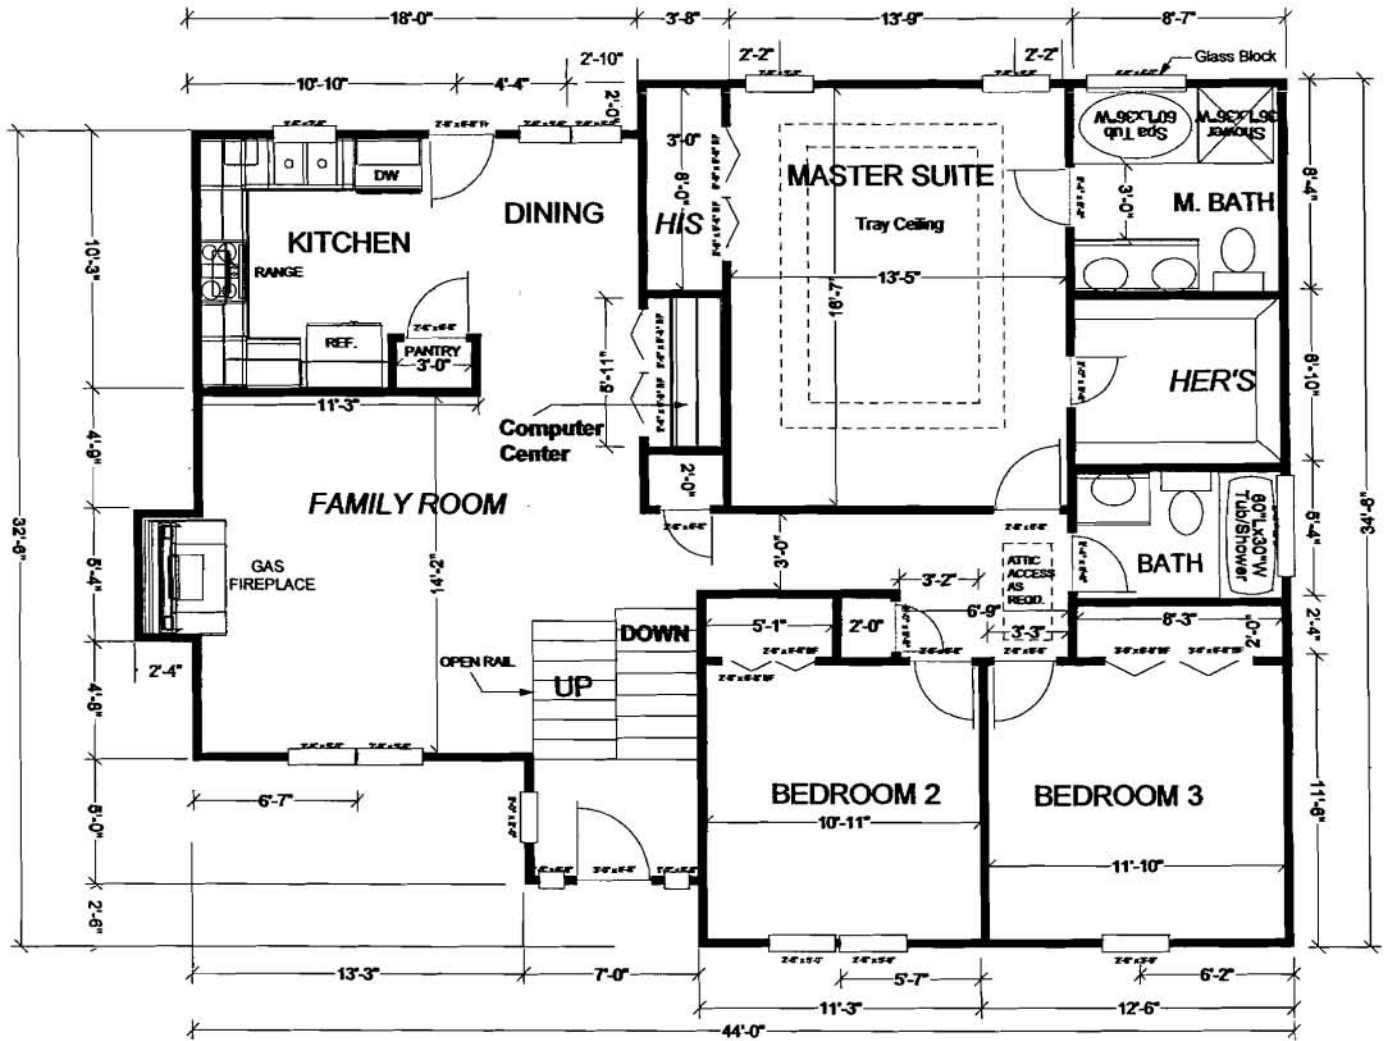 18'-0"
3'-8"
13'-9"
8'-7"
10'-10"
4'-4"
2'-10"
2'-2"
2'-2"
Glass Block
2'-0"
3'-0"
6'-0"
HIS
MASTER SUITE
Tray Ceiling
13'-5"
16'-7"
Spa Tub
60"Lx36"W
Shower
36"Lx36"W
3'-0"
M. BATH
8'-4"
DW
KITCHEN
DINING
RANGE
REF.
PANTRY
3'-0"
11'-3"
5'-11"
Computer
Center
HER'S
6'-10"
10'-3"
4'-9"
5'-4"
4'-8"
5'-0"
2'-6"
32'-6"
FAMILY ROOM
14'-2"
GAS
FIREPLACE
2'-4"
2'-0"
3'-0"
ATTIC
ACCESS
AS
REQD.
BATH
60"Lx30"W
Tub/Shower
5'-4"
34'-6"
2'-4"
3'-2"
6'-9"
3'-3"
8'-3"
2'-0"
5'-1"
2'-0"
DOWN
OPEN RAIL
UP
6'-7"
BEDROOM 2
10'-11"
BEDROOM 3
11'-10"
11'-6"
13'-3"
7'-0"
5'-7"
6'-2"
11'-3"
12'-6"
44'-0"